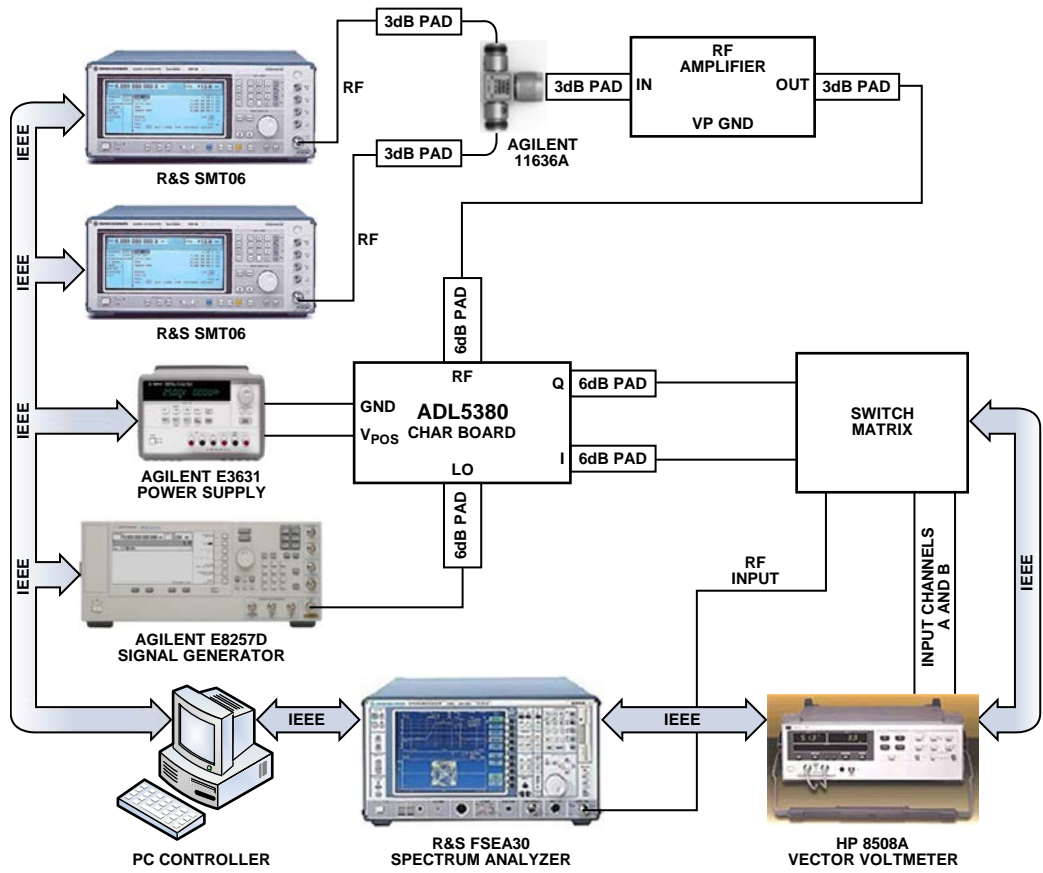 3dB PAD
RF
3dB PAD
AGILENT
11636A
3dB PAD
IN
RF
AMPLIFIER
OUT
VP GND
3dB PAD
IEEE
R&S SMT06
IEEE
RF
R&S SMT06
6dB PAD
IEEE
AGILENT E3631
POWER SUPPLY
GND
VPOS
RF
ADL5380
CHAR BOARD
LO
Q
I
6dB PAD
6dB PAD
SWITCH
MATRIX
6dB PAD
IEEE
AGILENT E8257D
SIGNAL GENERATOR
RF
INPUT
INPUT CHANNELS
A AND B
IEEE
IEEE
IEEE
PC CONTROLLER
R&S FSEA30
SPECTRUM ANALYZER
HP 8508A
VECTOR VOLTMETER